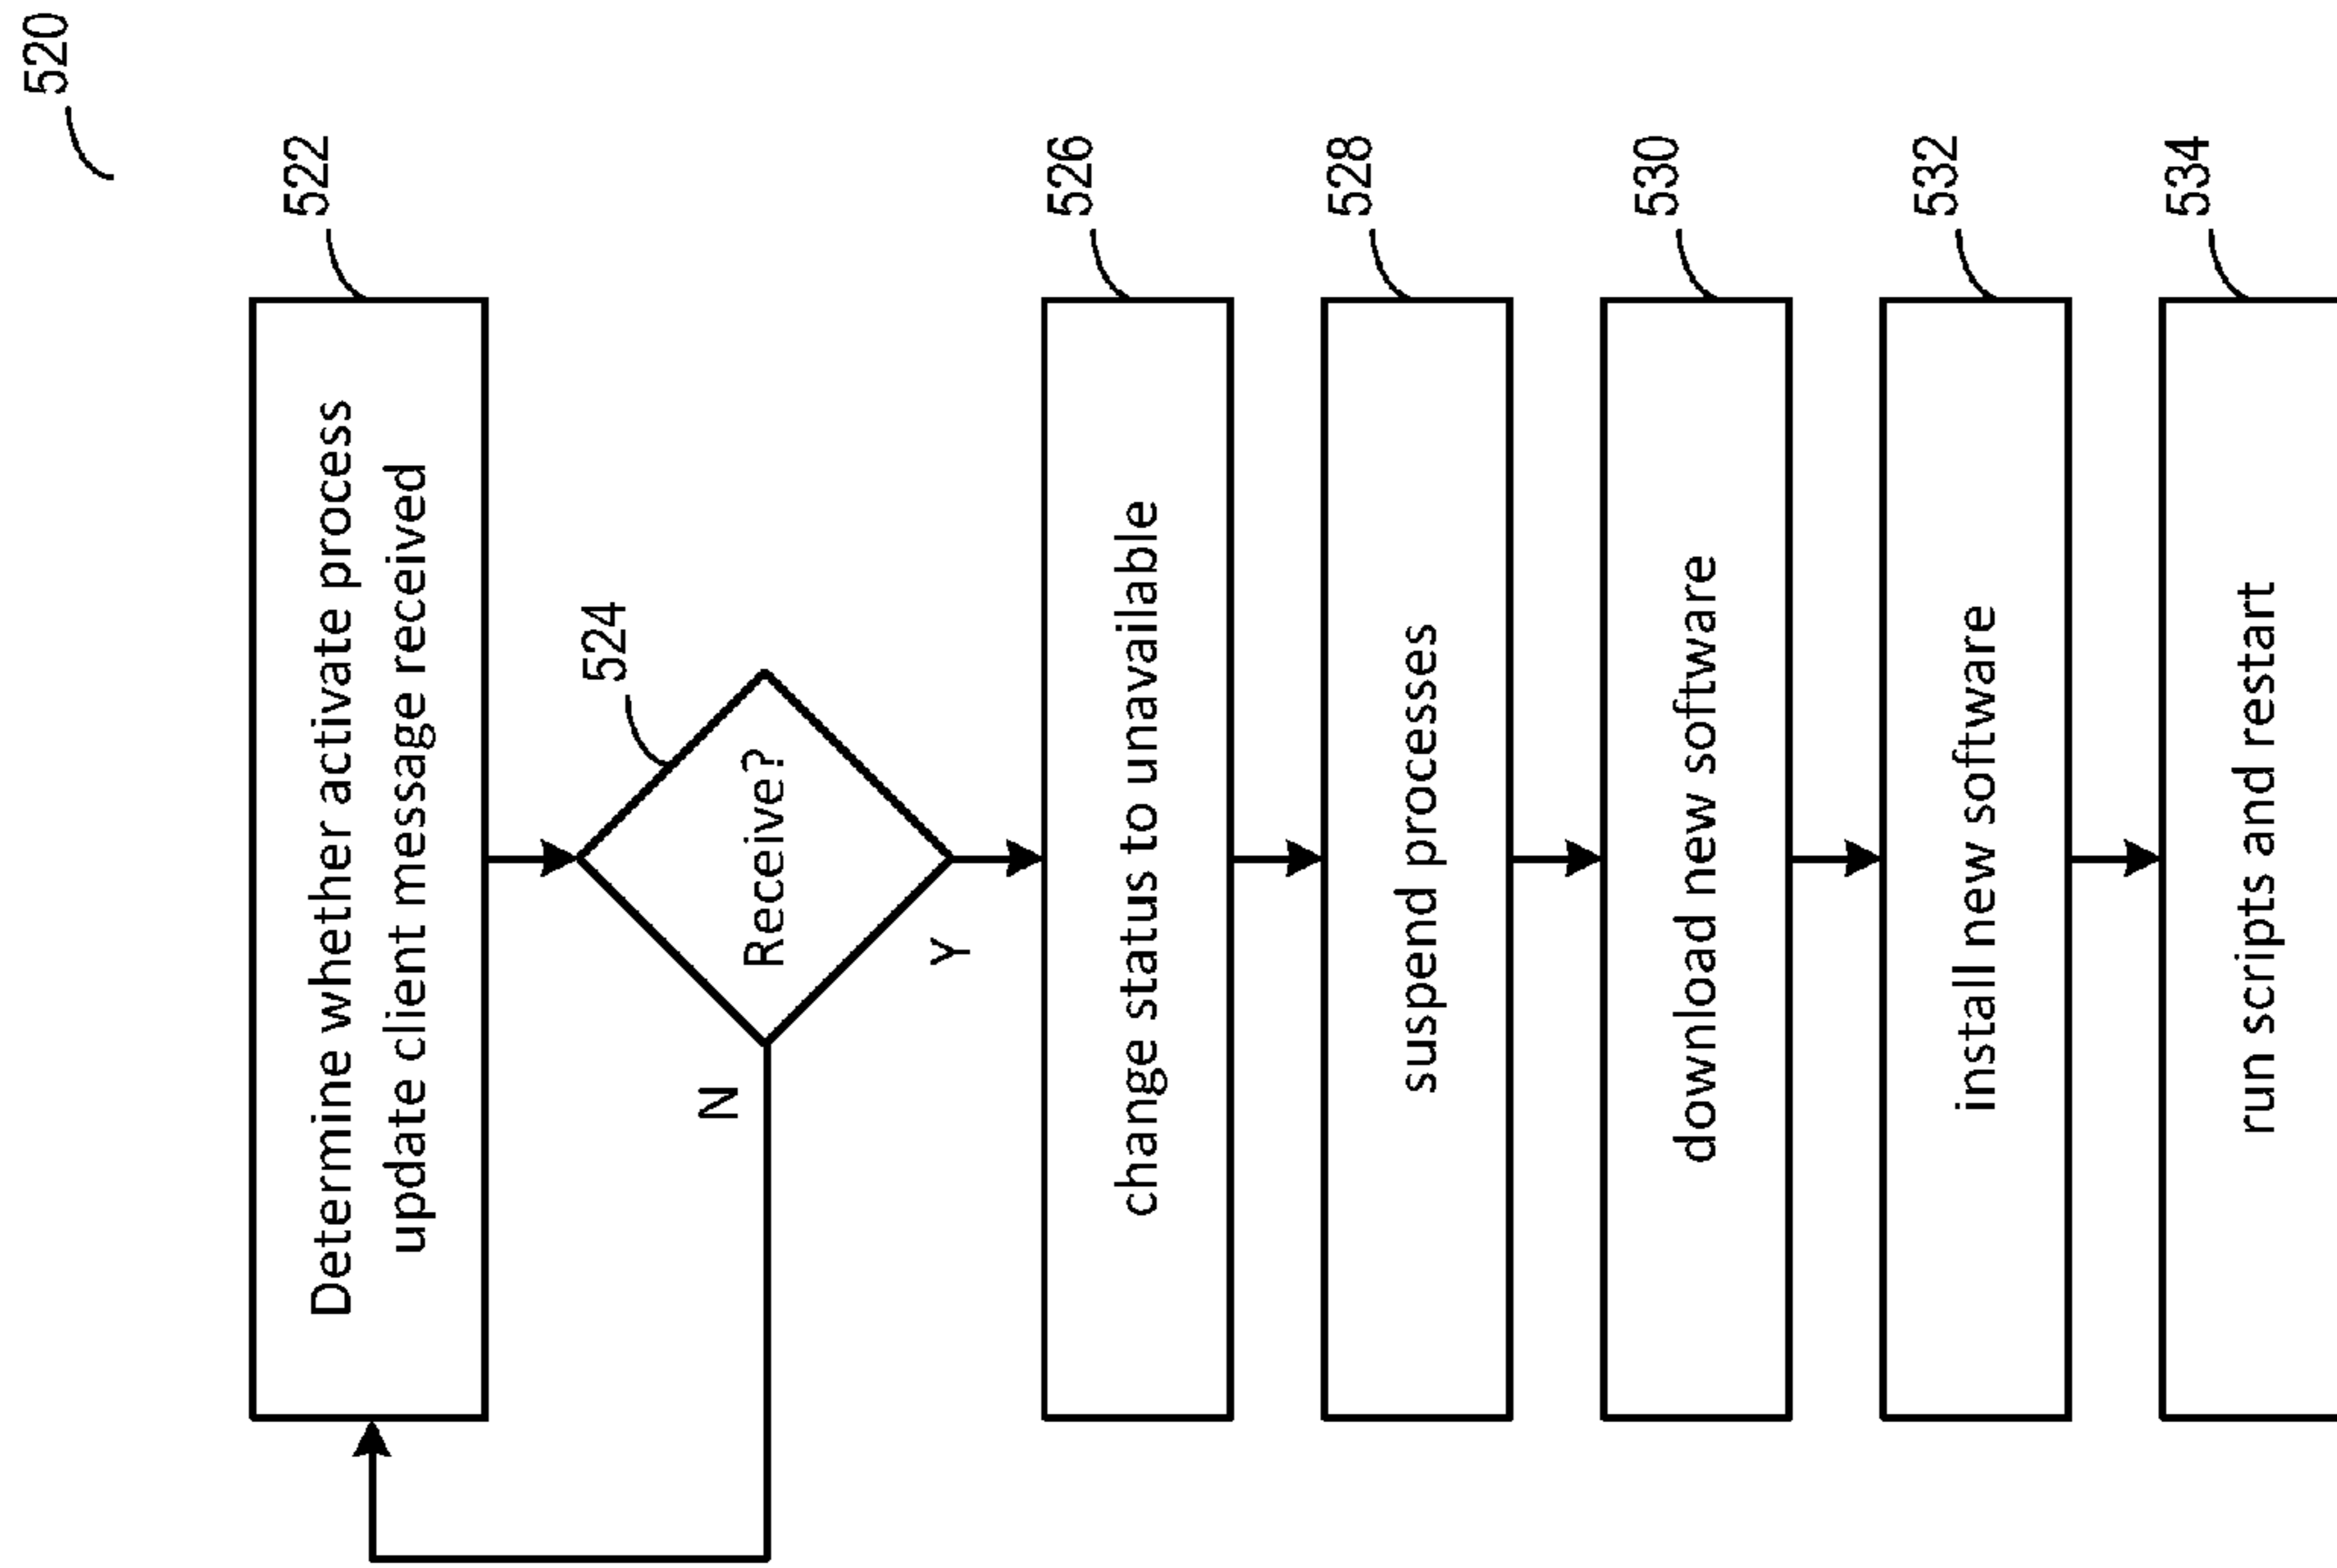 520
522
Determine whether activate process
update client message received
524
Receive?
N
Y
526
change status to unavailable
528
suspend processes
530
download new software
532
install new software
534
run scripts and restart